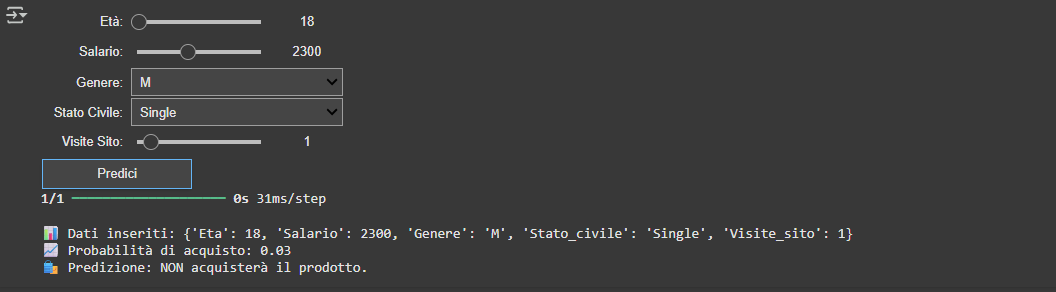 Età: 18
Salario: 2300
Genere: M
Stato Civile: Single
Visite Sito: 1
Predici
1/1 ━━━━━━━━━━━━━━━━━━━━ 0s 31ms/step
📊 Dati inseriti: {'Eta': 18, 'Salario': 2300, 'Genere': 'M', 'Stato_civile': 'Single', 'Visite_sito': 1}
📈 Probabilità di acquisto: 0.03
🛍️ Predizione: NON acquisterà il prodotto.